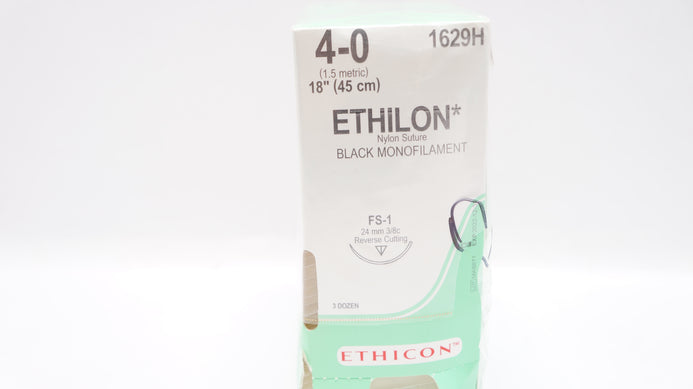 4-0 1629H
(1.5 metric)
18" (45 cm)
ETHILON*
Nylon Suture
BLACK MONOFILAMENT
FS-1
24 mm 3/8c
Reverse Cutting
3 DOZEN
ETHICON™